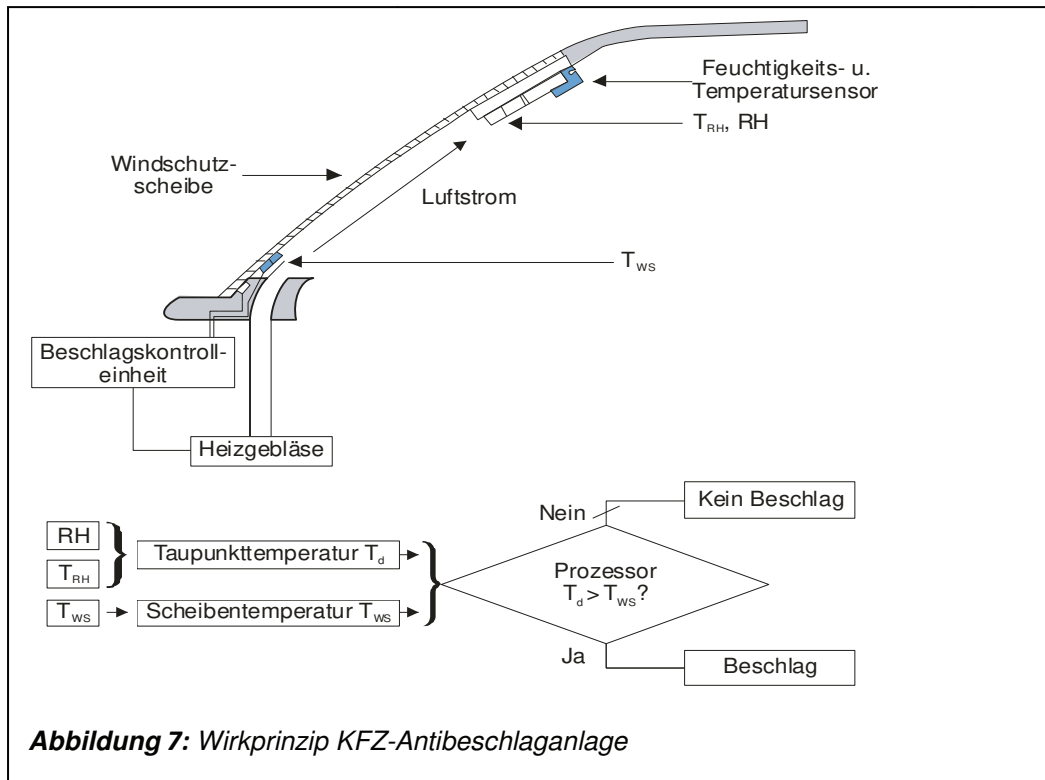 Feuchtigkeits- u.
Temperatursensor
T_RH, RH
Windschutz-
scheibe
Luftstrom
T_WS
Beschlagskontroll-
einheit
Heizgebläse
Kein Beschlag
Nein
RH
Taupunkttemperatur T_d
T_RH
Prozessor
T_d > T_WS?
T_WS
Scheibentemperatur T_WS
Ja
Beschlag
Abbildung 7: Wirkprinzip KFZ-Antibeschlaganlage